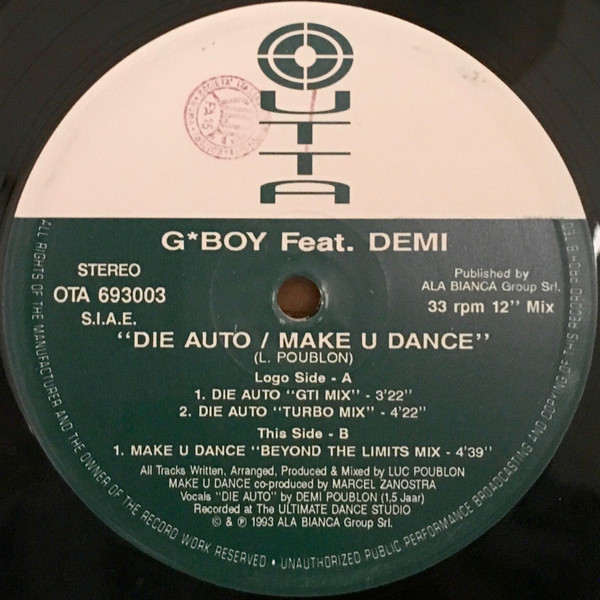 OUTTA
G*BOY Feat. DEMI
STEREO
OTA 693003
S.I.A.E.
Published by
ALA BIANCA Group Srl.
33 rpm 12'' Mix
"DIE AUTO / MAKE U DANCE"
(L. POUBLON)
Logo Side - A
1. DIE AUTO "GTI MIX" - 3'22"
2. DIE AUTO "TURBO MIX" - 4'22"
This Side - B
1. MAKE U DANCE "BEYOND THE LIMITS MIX - 4'39"
All Tracks Written, Arranged, Produced & Mixed by LUC POUBLON
MAKE U DANCE co-produced by MARCEL ZANOSTRA
Vocals "DIE AUTO" by DEMI POUBLON (1,5 Jaar)
Recorded at The ULTIMATE DANCE STUDIO
© & ℗ 1993 ALA BIANCA Group Srl.
ALL RIGHTS OF THE MANUFACTURER AND THE OWNER OF THE RECORD WORK RESERVED • UNAUTHORIZED PUBLIC PERFORMANCE BROADCASTING AND COPYING OF THIS RECORD PROHIB